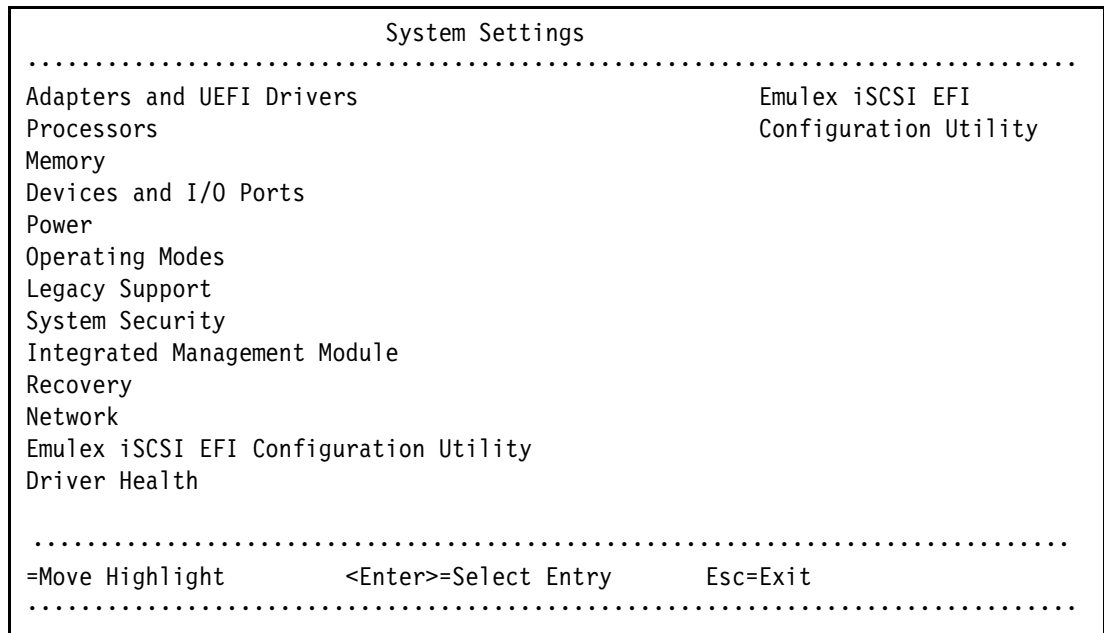 System Settings
................................................................................
Adapters and UEFI Drivers Emulex iSCSI EFI
Processors Configuration Utility
Memory
Devices and I/O Ports
Power
Operating Modes
Legacy Support
System Security
Integrated Management Module
Recovery
Network
Emulex iSCSI EFI Configuration Utility
Driver Health
...............................................................................
=Move Highlight <Enter>=Select Entry Esc=Exit
................................................................................